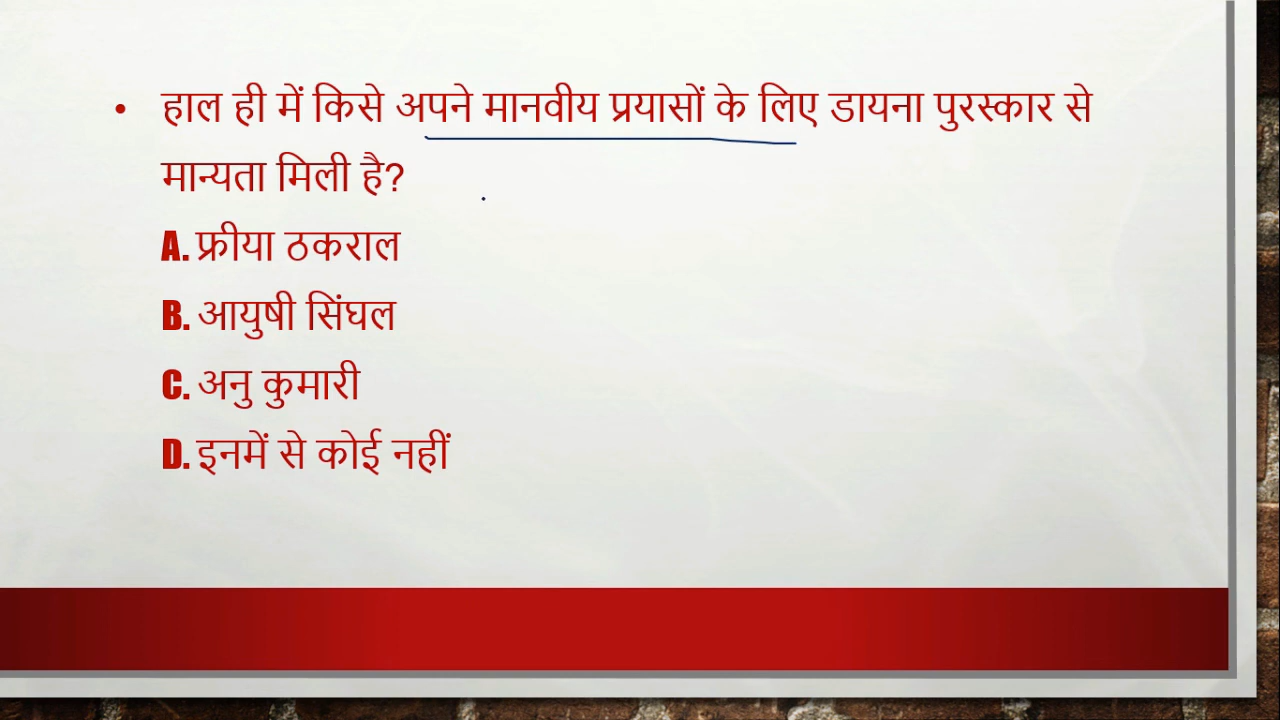 • हाल ही में किसे अपने मानवीय प्रयासों के लिए डायना पुरस्कार से
मान्यता मिली है?
A. फ्रीया ठकराल
B. आयुषी सिंघल
C. अनु कुमारी
D. इनमें से कोई नहीं